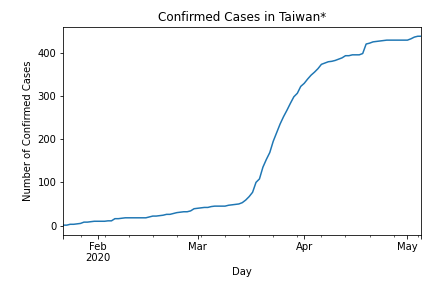 Confirmed Cases in Taiwan*
Number of Confirmed Cases
400
300
200
100
0
Feb
2020
Mar
Apr
May
Day